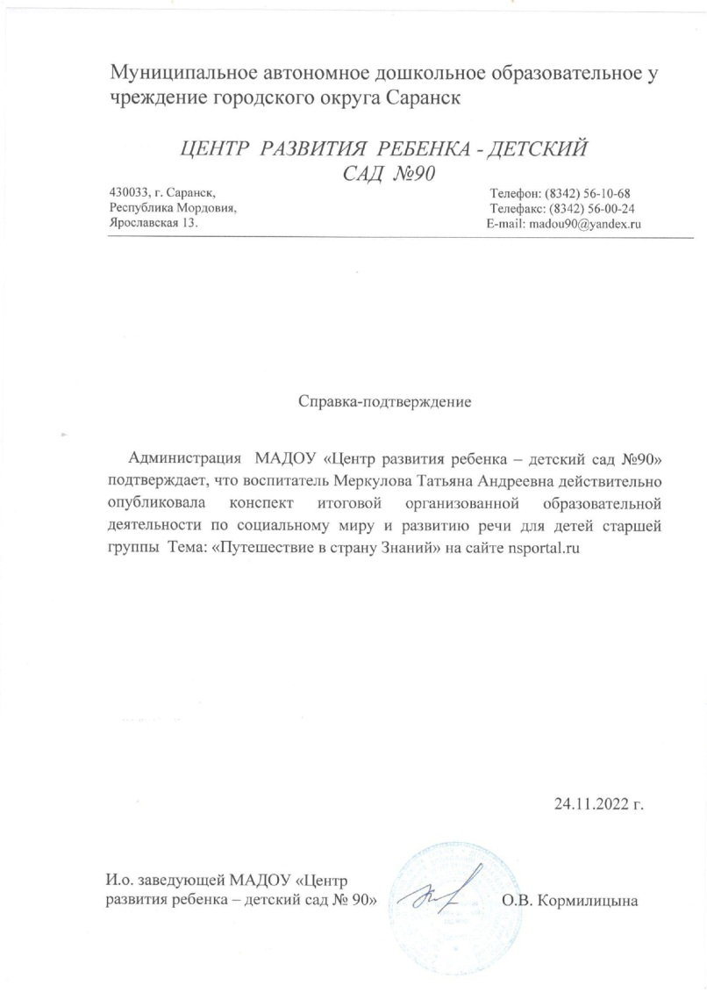 Муниципальное автономное дошкольное образовательное у
чреждение городского округа Саранск
ЦЕНТР РАЗВИТИЯ РЕБЕНКА - ДЕТСКИЙ
САД №90
430033, г. Саранск,
Республика Мордовия,
Ярославская 13.
Телефон: (8342) 56-10-68
Телефакс: (8342) 56-00-24
E-mail: madou90@yandex.ru
Справка-подтверждение
Администрация МАДОУ «Центр развития ребенка – детский сад №90»
подтверждает, что воспитатель Меркулова Татьяна Андреевна действительно
опубликовала конспект итоговой организованной образовательной
деятельности по социальному миру и развитию речи для детей старшей
группы Тема: «Путешествие в страну Знаний» на сайте nsportal.ru
24.11.2022 г.
И.о. заведующей МАДОУ «Центр
развития ребенка – детский сад № 90»
О.В. Кормилицына